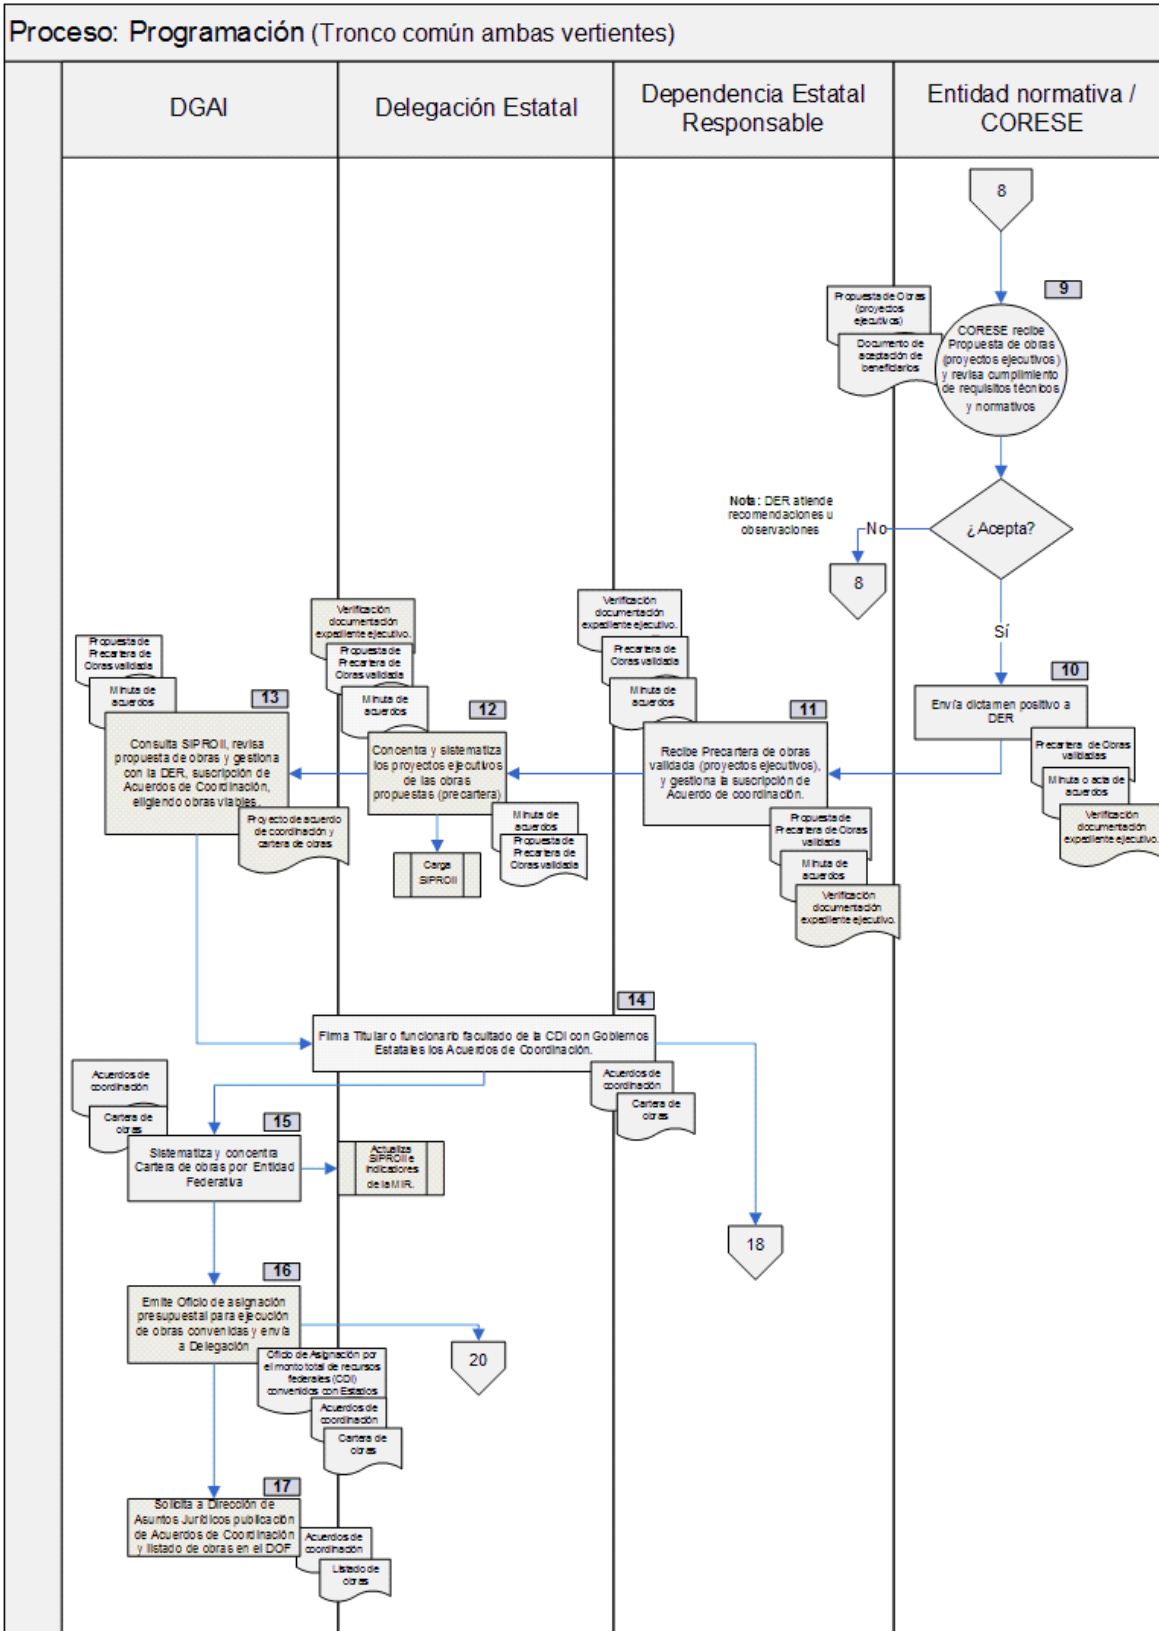 Proceso: Programación (Tronco común ambas vertientes)
DGAI
Delegación Estatal
Dependencia Estatal
Responsable
Entidad normativa /
CORESE
8
9
Propuesta de Obras
(proyectos
ejecutivos)
Documento de
aceptación de
beneficiarios
CORESE recibe
Propuesta de obras
(proyectos ejecutivos)
y revisa cumplimiento
de requisitos técnicos
y normativos
¿Acepta?
No
Nota: DER atiende
recomendaciones u
observaciones
8
Sí
10
Envía dictamen positivo a
DER
Precartera de Obras
validadas
Minuta o acta de
acuerdos
Verificación
documentación
expediente ejecutivo.
Verificación
documentación
expediente ejecutivo.
Precartera de
Obras validada
Minuta de
acuerdos
11
Recibe Precartera de obras
validada (proyectos ejecutivos),
y gestiona la suscripción de
Acuerdo de coordinación.
Propuesta de
Precartera de Obras
validada
Minuta de
acuerdos
Verificación
documentación
expediente ejecutivo.
Verificación
documentación
expediente ejecutivo.
Propuesta de
Precartera de
Obras validada
Minuta de
acuerdos
12
Concentra y sistematiza
los proyectos ejecutivos
de las obras
propuestas (precartera)
Minuta de
acuerdos
Propuesta de
Precartera de
Obras validada
Carga
SIPROII
Propuesta de
Precartera de
Obras validada
Minuta de
acuerdos
13
Consulta SIPROII, revisa
propuesta de obras y gestiona
con la DER, suscripción de
Acuerdos de Coordinación,
eligiendo obras viables.
Proyecto de acuerdo
de coordinación y
cartera de obras
14
Firma Titular o funcionario facultado de la CDI con Gobiernos
Estatales los Acuerdos de Coordinación.
Acuerdos de
coordinación
Cartera de
obras
18
Acuerdos de
coordinación
Cartera de
obras
15
Sistematiza y concentra
Cartera de obras por Entidad
Federativa
Actualiza
SIPROII e
Indicadores
de la MIR.
16
Emite Oficio de asignación
presupuestal para ejecución
de obras convenidas y envía
a Delegación
20
Oficio de Asignación por
el monto total de recursos
federales (CDI)
convenidos con Estados
Acuerdos de
coordinación
Cartera de
obras
17
Solicita a Dirección de
Asuntos Jurídicos publicación
de Acuerdos de Coordinación
y listado de obras en el DOF
Acuerdos de
coordinación
Listado de
obras